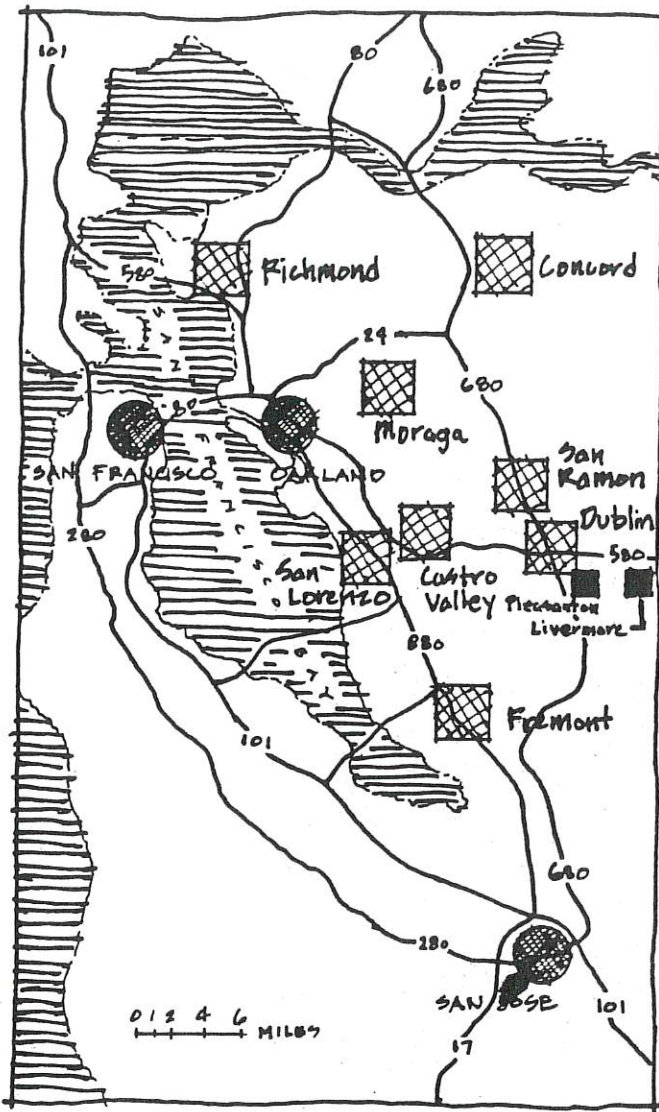 101
80
680
580
Richmond
Concord
24
680
Moraga
80
SAN FRANCISCO
OAKLAND
San
Ramon
Dublin
280
580
San
Lorenzo
Castro
Valley
Pleasanton
Livermore
880
Fremont
101
680
280
SAN JOSE
101
17
0 1 2 4 6 MILES